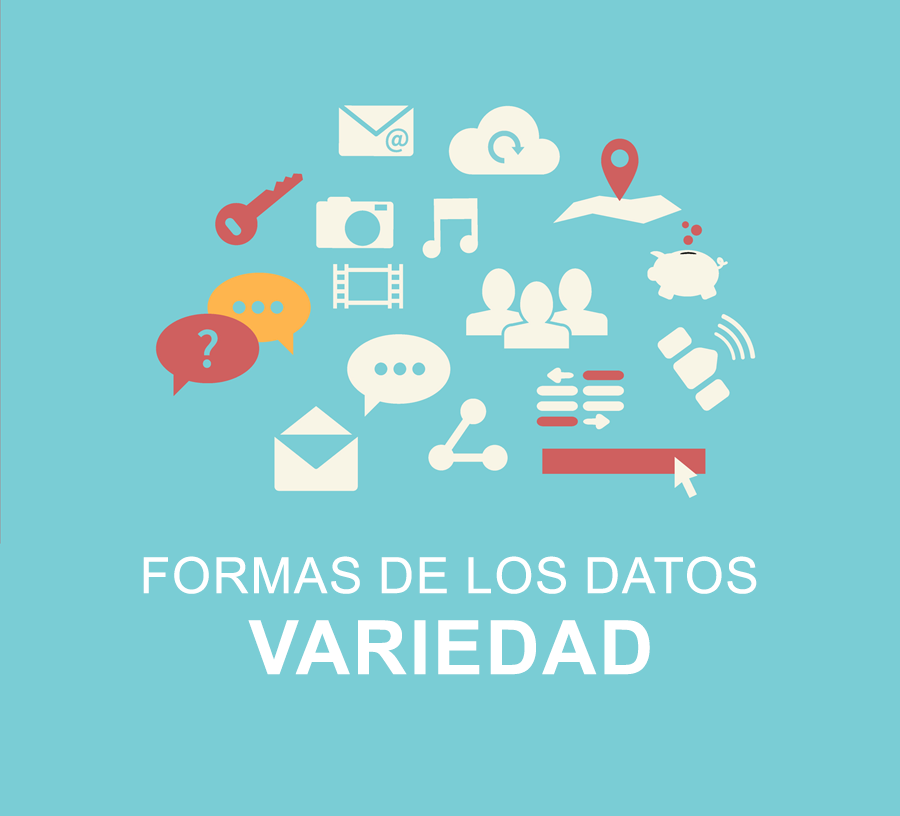 @
?
FORMAS DE LOS DATOS
VARIEDAD